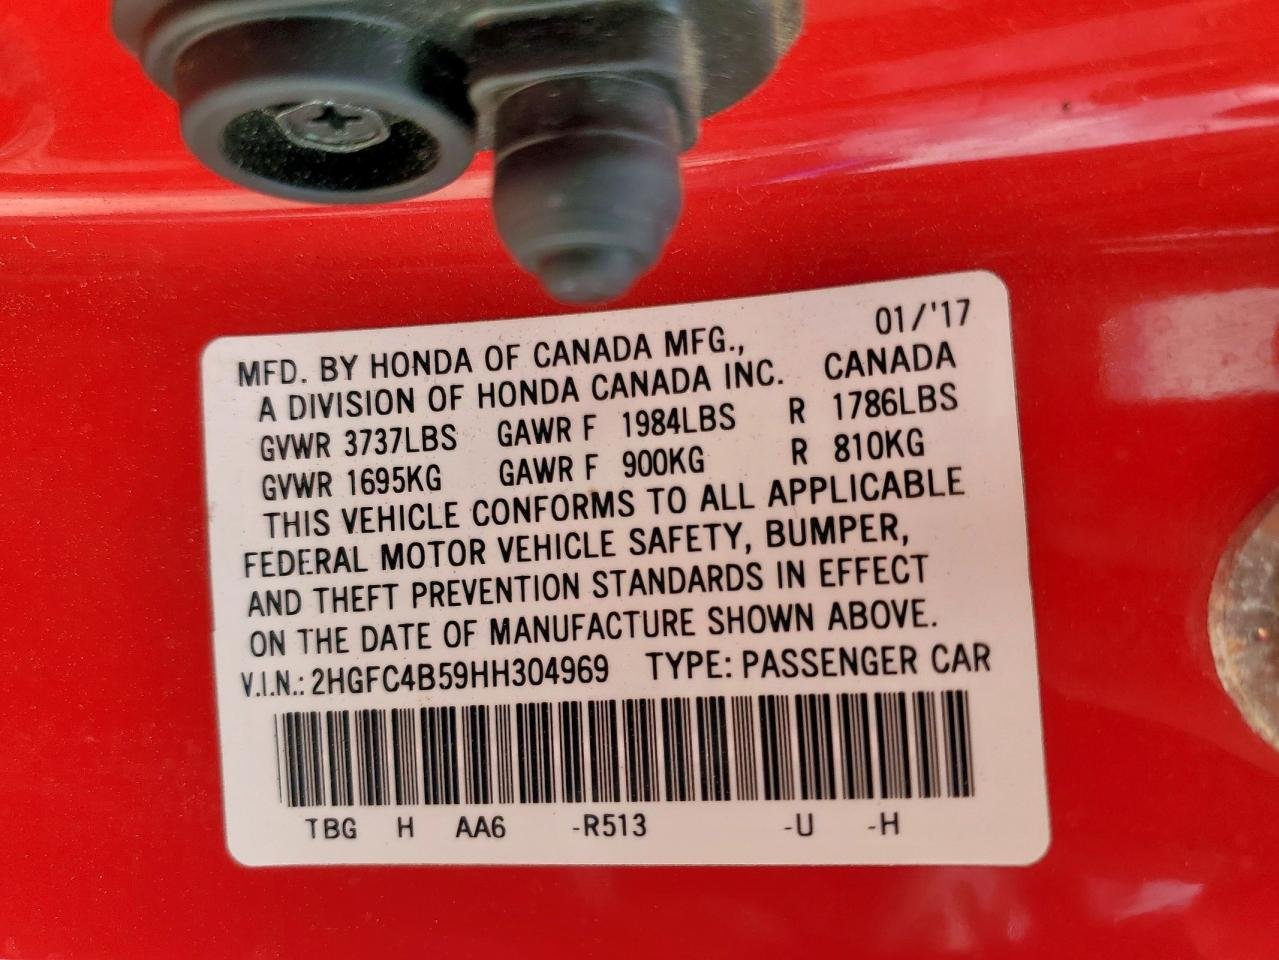 01/'17
MFD. BY HONDA OF CANADA MFG.,
A DIVISION OF HONDA CANADA INC. CANADA
GVWR 3737LBS GAWR F 1984LBS R 1786LBS
GVWR 1695KG GAWR F 900KG R 810KG
THIS VEHICLE CONFORMS TO ALL APPLICABLE
FEDERAL MOTOR VEHICLE SAFETY, BUMPER,
AND THEFT PREVENTION STANDARDS IN EFFECT
ON THE DATE OF MANUFACTURE SHOWN ABOVE.
V.I.N.: 2HGFC4B59HH304969 TYPE: PASSENGER CAR
TBG H AA6 -R513 -U -H